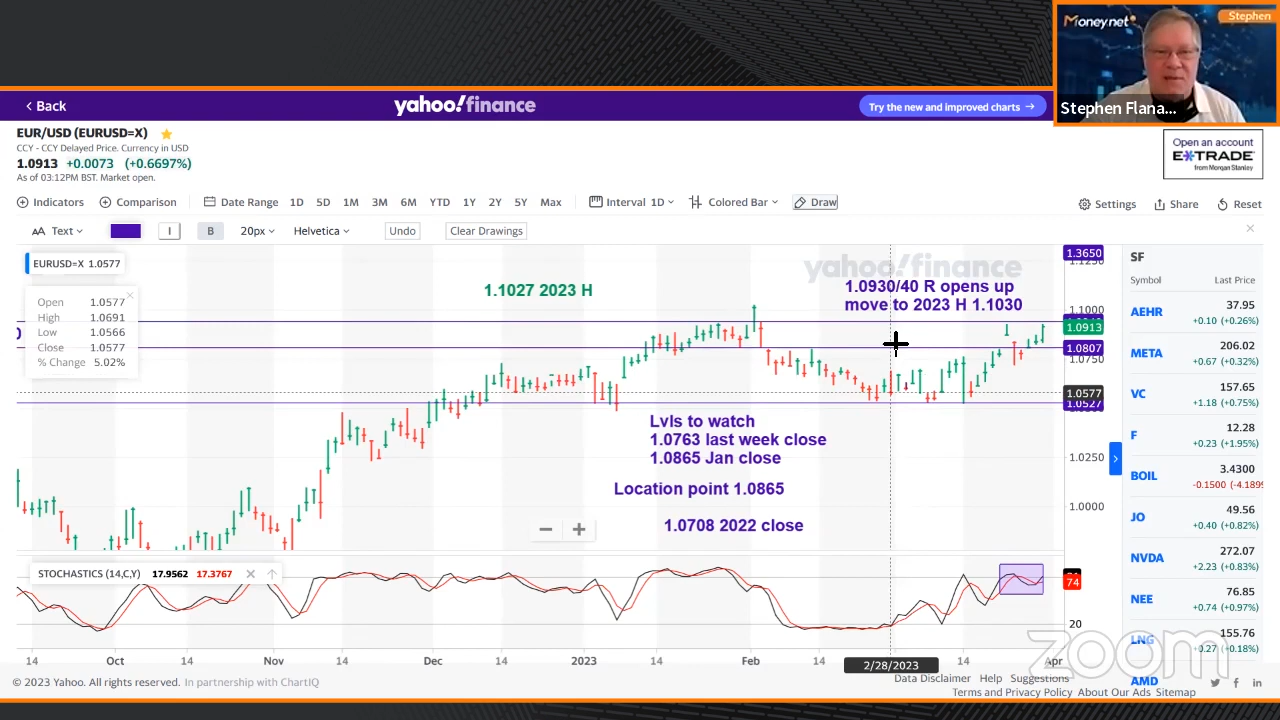 Money.net
Stephen
Stephen Flana...
< Back
yahoo!finance
Try the new and improved charts →
EUR/USD (EURUSD=X)
CCY - CCY Delayed Price. Currency in USD
1.0913 +0.0073 (+0.6697%)
As of 03:12PM BST. Market open.
Open an account
E*TRADE
from Morgan Stanley
Indicators Comparison Date Range 1D 5D 1M 3M 6M YTD 1Y 2Y 5Y Max Interval 1D Colored Bar Draw Settings Share Reset
AA Text I B 20px Helvetica Undo Clear Drawings
EURUSD=X 1.0577
Open 1.0577
High 1.0691
Low 1.0566
Close 1.0577
% Change 5.02%
yahoo!finance
1.1027 2023 H
1.0930/40 R opens up
move to 2023 H 1.1030
Lvls to watch
1.0763 last week close
1.0865 Jan close
Location point 1.0865
1.0708 2022 close
1.3650
1.1250
1.1000
1.0913
1.0807
1.0750
1.0577
1.0527
1.0250
1.0000
SF
Symbol Last Price
AEHR 37.95
+0.10 (+0.26%)
META 206.02
+0.67 (+0.32%)
VC 157.65
+1.18 (+0.75%)
F 12.28
+0.23 (+1.95%)
BOIL 3.4300
-0.1500 (-4.189
JO 49.56
+0.40 (+0.82%)
NVDA 272.07
+2.23 (+0.83%)
NEE 76.85
+0.74 (+0.97%)
LNG 155.76
+0.27 (+0.18%)
AMD
STOCHASTICS (14,C,Y) 17.9562 17.3767
74
20
14 Oct 14 Nov 14 Dec 14 2023 14 Feb 14 2/28/2023 14 Apr
zoom
© 2023 Yahoo. All rights reserved. In partnership with ChartIQ
Data Disclaimer Help Suggestions
Terms and Privacy Policy About Our Ads Sitemap